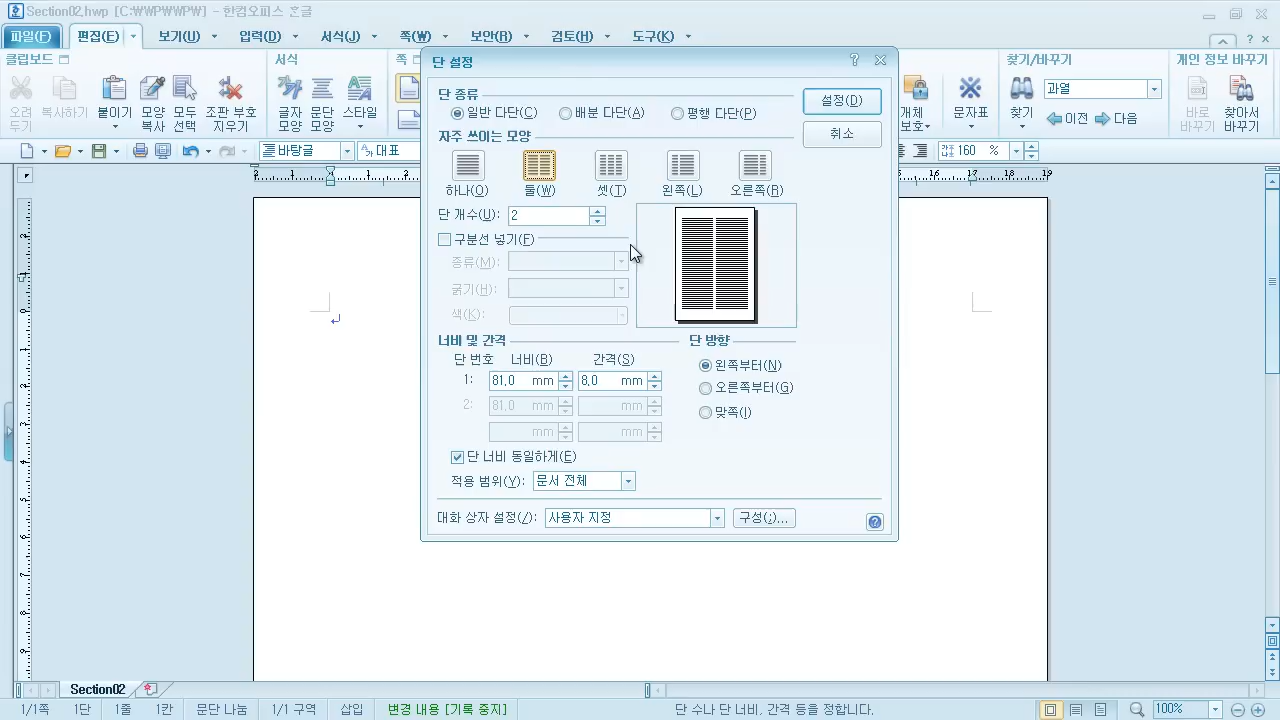 Section02.hwp [C:₩WPWWPW] - 한컴오피스 흔글
파일(F) 편집(E) 보기(U) 입력(D) 서식(J) 쪽(W) 보안(R) 검토(H) 도구(K)
클립보드 서식 쪽 찾기/바꾸기 개인 정보 바꾸기
오려 두기
복사하기
붙이기
모양 복사
모두 선택
조판 부호 지우기
글자 모양
문단 모양
스타일
개체 보호
문자표
찾기
과열
이전 다음
바로 바꾸기
찾아서 바꾸기
바탕글 대표 160 %
단 설정
단 종류
일반 다단(C) 배분 다단(A) 평행 다단(P)
설정(D)
취소
자주 쓰이는 모양
하나(O) 둘(W) 셋(T) 왼쪽(L) 오른쪽(R)
단 개수(U): 2
구분선 넣기(F)
종류(M):
굵기(H):
색(K):
너비 및 간격
단 번호 너비(B) 간격(S)
1: 81.0 mm 8.0 mm
2: 81.0 mm mm
mm mm
단 방향
왼쪽부터(N)
오른쪽부터(G)
맞쪽(I)
단 너비 동일하게(E)
적용 범위(Y): 문서 전체
대화 상자 설정(/): 사용자 지정 구성(;)...
Section02
1/1쪽 1단 1줄 1칸 문단 나눔 1/1 구역 삽입 변경 내용 [기록 중지] 단 수나 단 너비, 간격 등을 정합니다. 100%